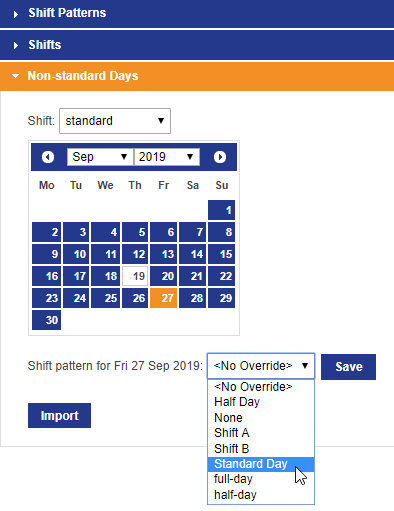 Shift Patterns
Shifts
Non-standard Days
Shift: standard
Sep 2019
Mo Tu We Th Fr Sa Su
1
2 3 4 5 6 7 8
9 10 11 12 13 14 15
16 17 18 19 20 21 22
23 24 25 26 27 28 29
30
Shift pattern for Fri 27 Sep 2019: <No Override> Save
<No Override>
Half Day
None
Shift A
Shift B
Standard Day
full-day
half-day
Import